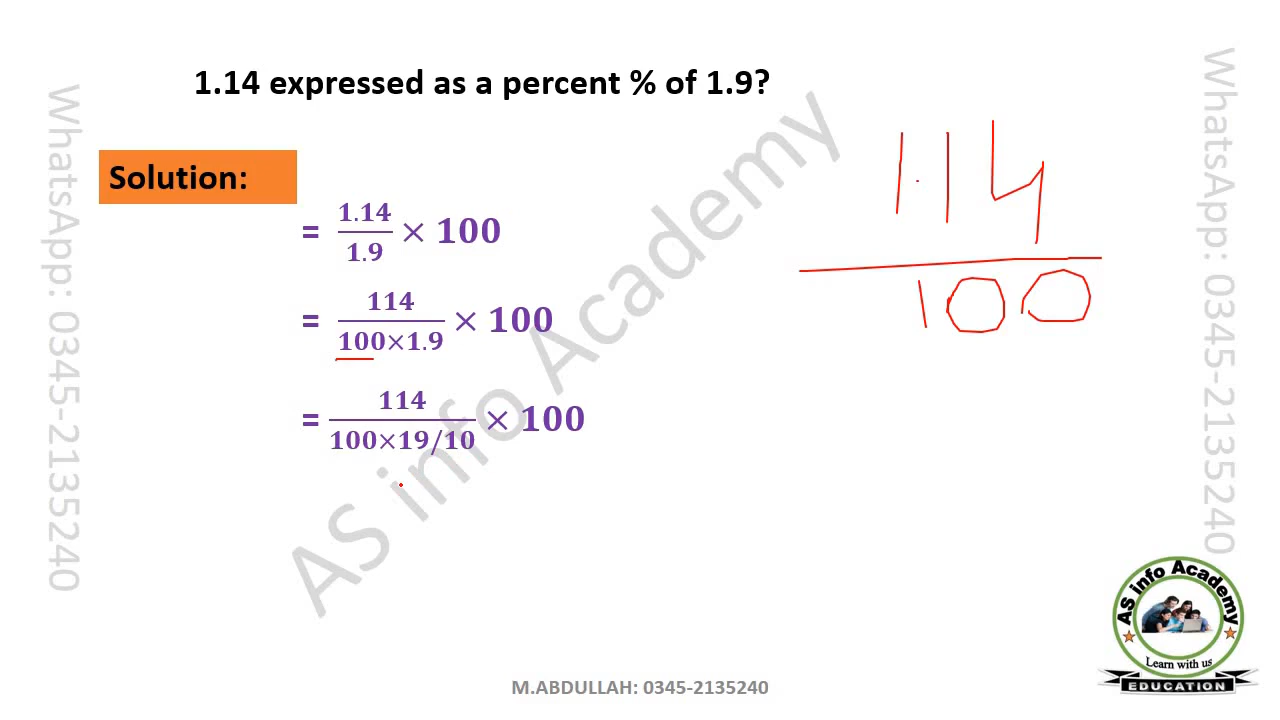 1.14 expressed as a percent % of 1.9?
Solution:
= 1.14/1.9 × 100
= 114/100×1.9 × 100
= 114/100×19/10 × 100
1.14
100
AS info Academy
WhatsApp: 0345-2135240
WhatsApp: 0345-2135240
AS info Academy
Learn with us
EDUCATION
M.ABDULLAH: 0345-2135240